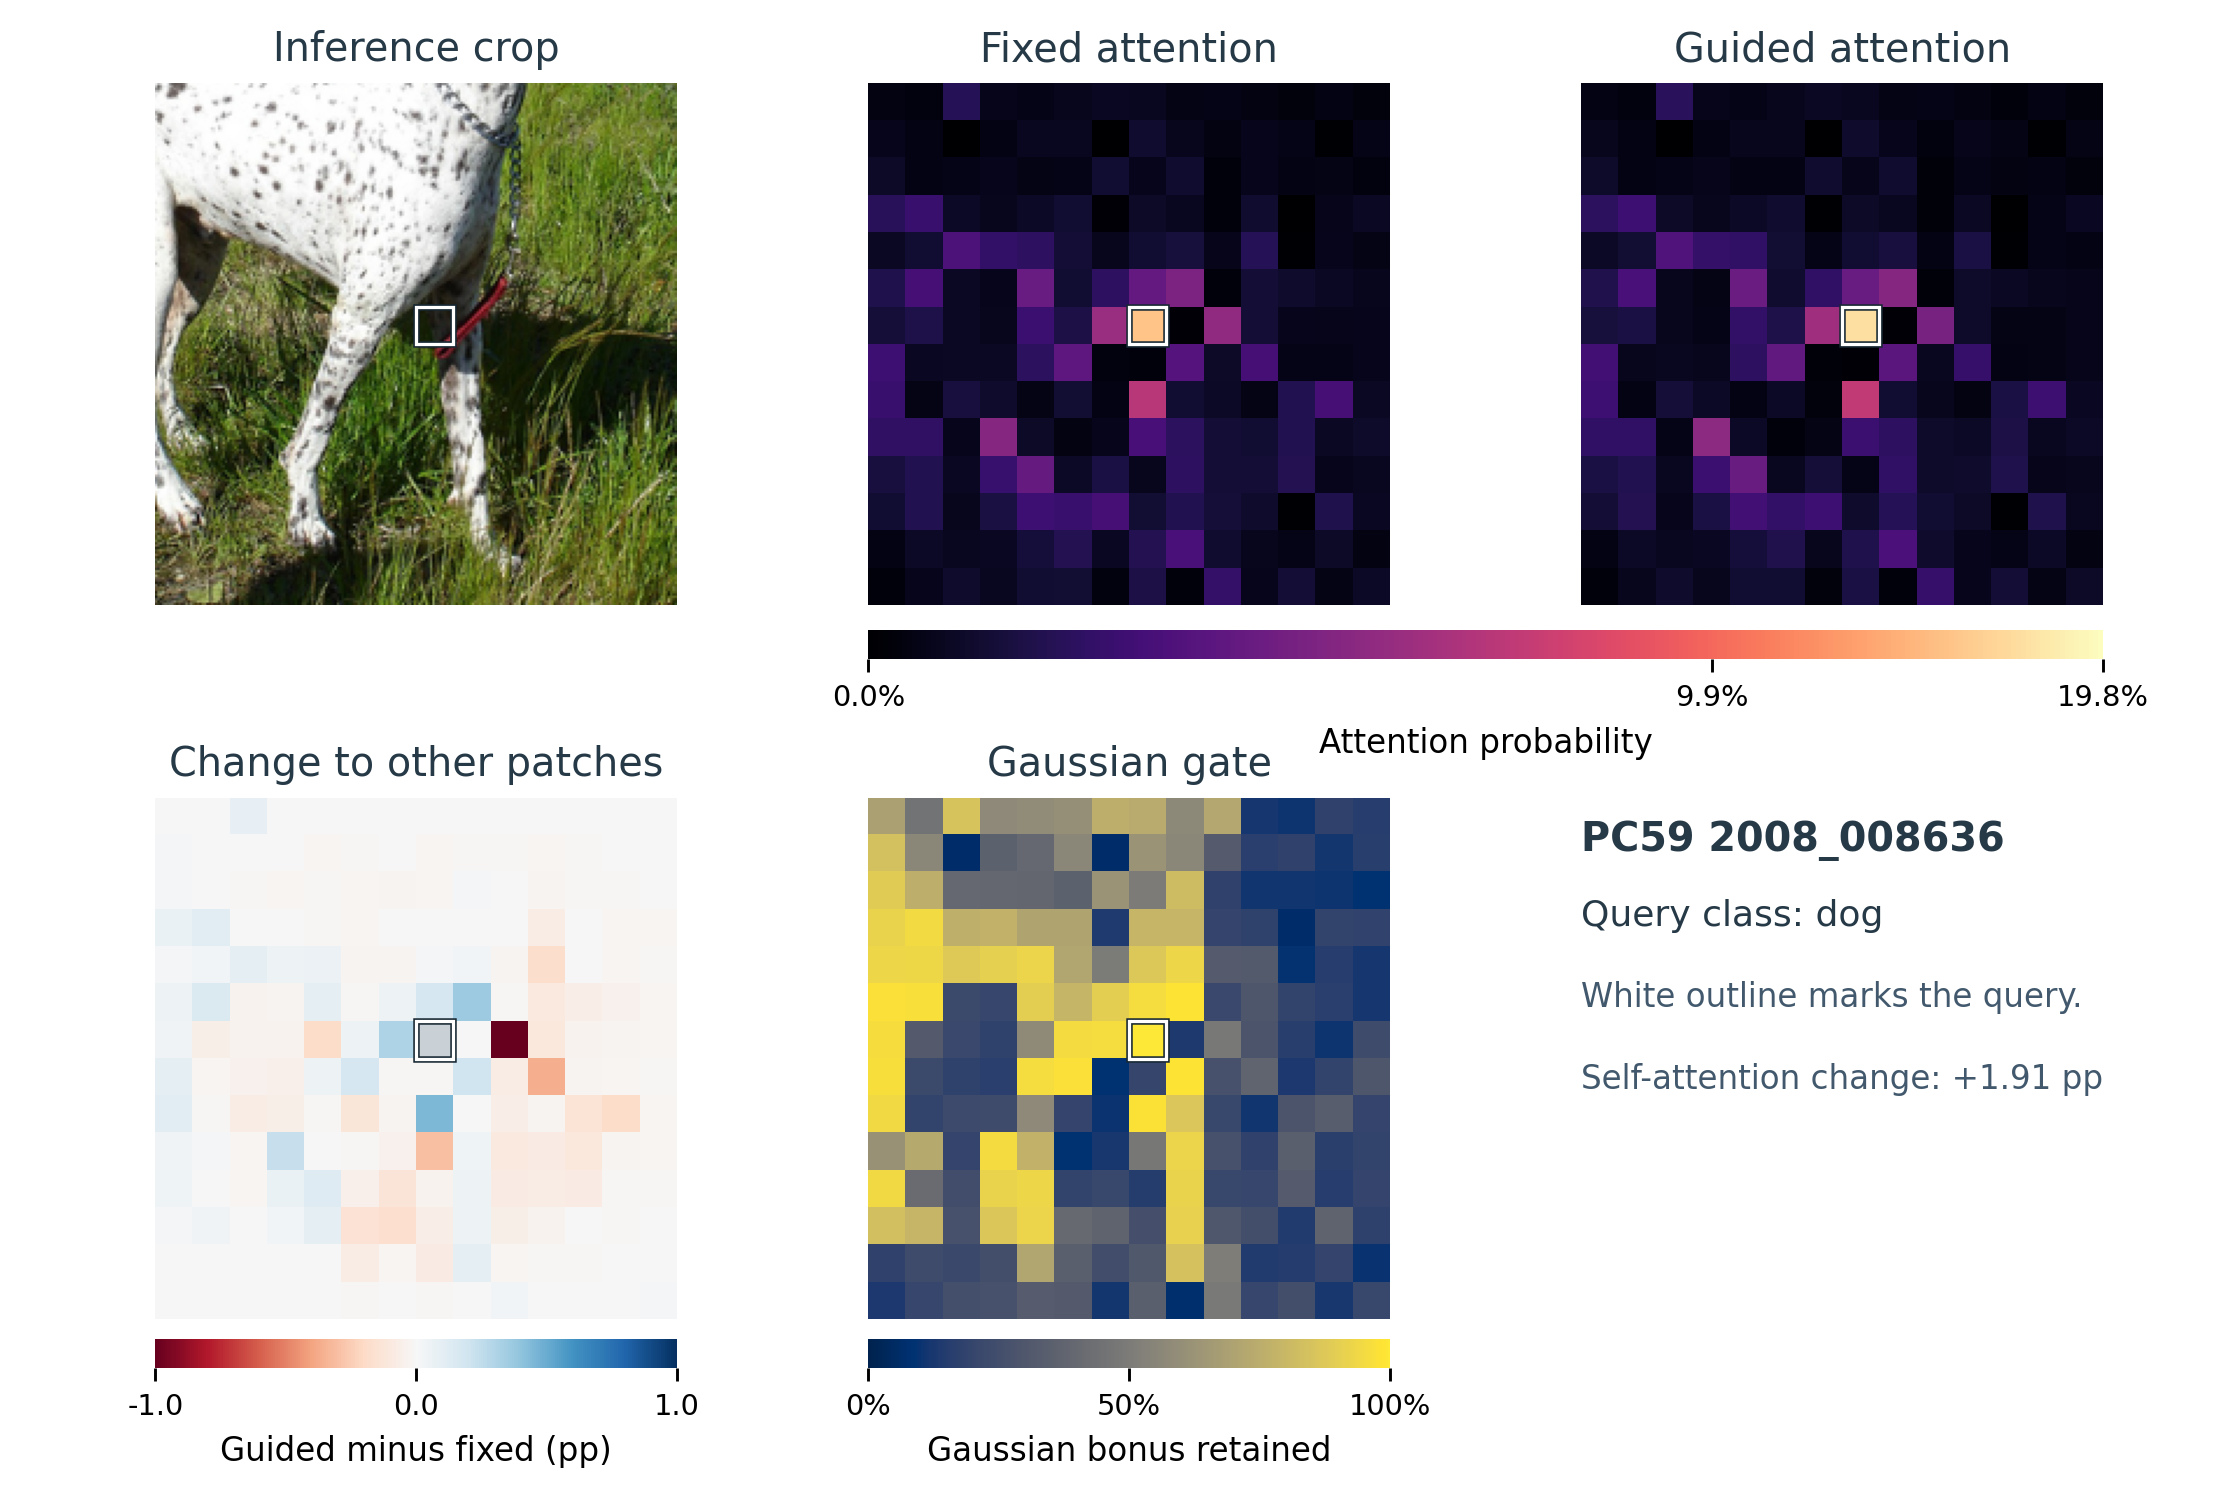 Inference crop
Fixed attention
Guided attention
0.0%
9.9%
19.8%
Attention probability
Change to other patches
Gaussian gate
PC59 2008_008636
Query class: dog
White outline marks the query.
Self-attention change: +1.91 pp
-1.0
0.0
1.0
Guided minus fixed (pp)
0%
50%
100%
Gaussian bonus retained